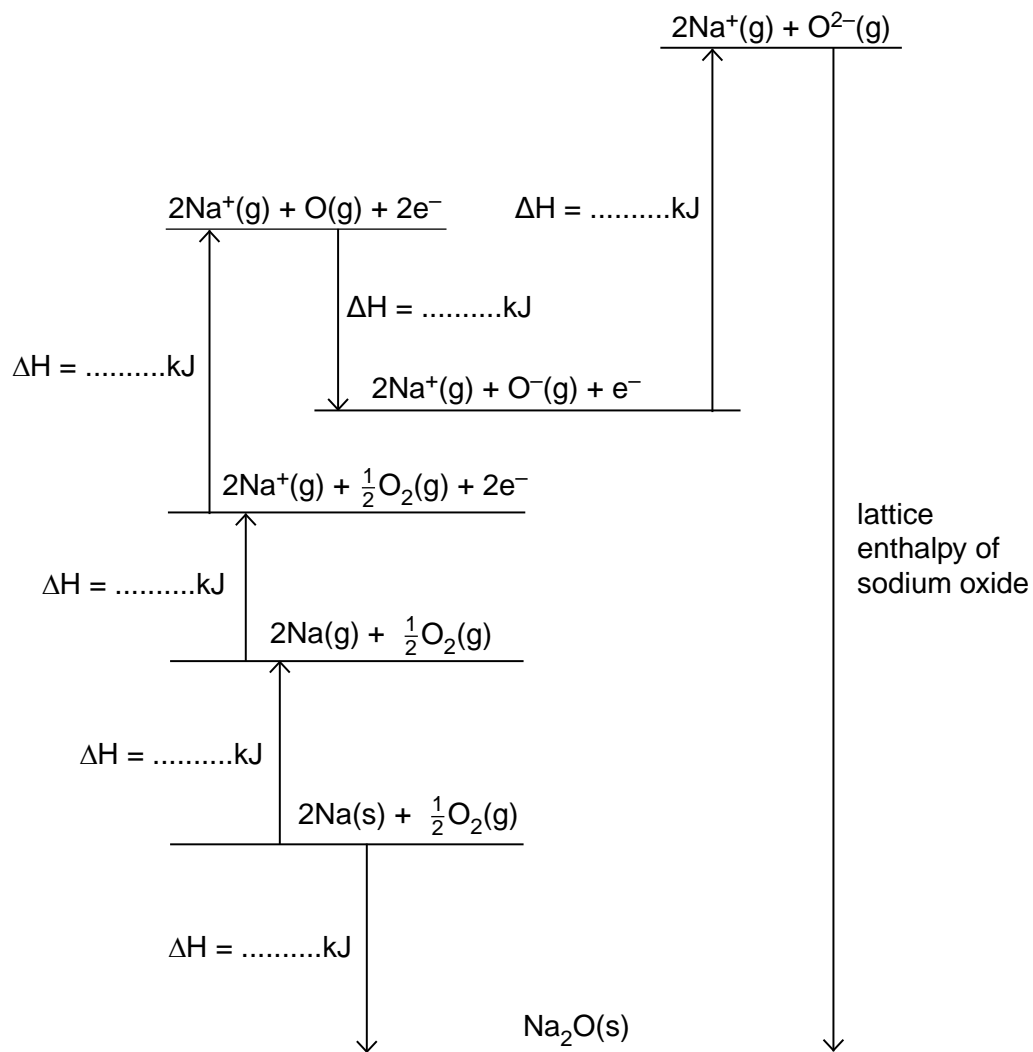 2Na⁺(g) + O²⁻(g)
2Na⁺(g) + O(g) + 2e⁻
ΔH = ..........kJ
ΔH = ..........kJ
ΔH = ..........kJ
2Na⁺(g) + O⁻(g) + e⁻
2Na⁺(g) + ½O₂(g) + 2e⁻
lattice
enthalpy of
sodium oxide
ΔH = ..........kJ
2Na(g) + ½O₂(g)
ΔH = ..........kJ
2Na(s) + ½O₂(g)
ΔH = ..........kJ
Na₂O(s)